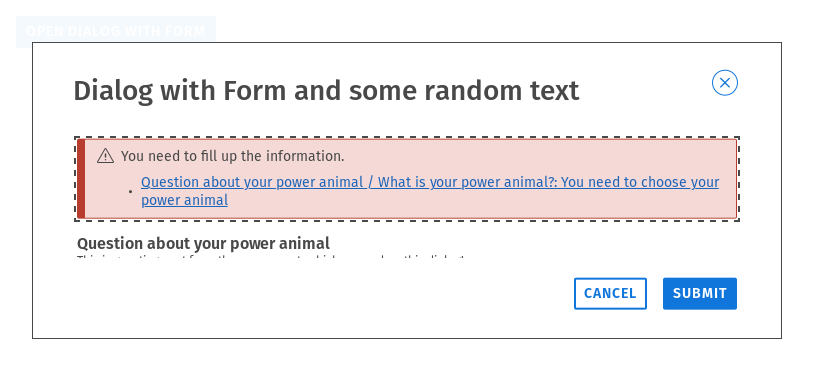 OPEN DIALOG WITH FORM
Dialog with Form and some random text
You need to fill up the information.
Question about your power animal / What is your power animal?: You need to choose your
power animal
Question about your power animal
CANCEL
SUBMIT